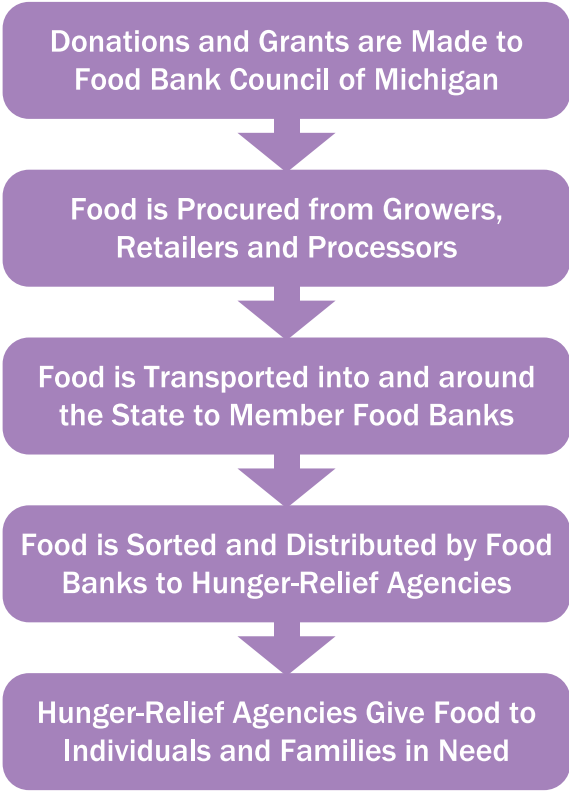 Donations and Grants are Made to
Food Bank Council of Michigan
Food is Procured from Growers,
Retailers and Processors
Food is Transported into and around
the State to Member Food Banks
Food is Sorted and Distributed by Food
Banks to Hunger-Relief Agencies
Hunger-Relief Agencies Give Food to
Individuals and Families in Need